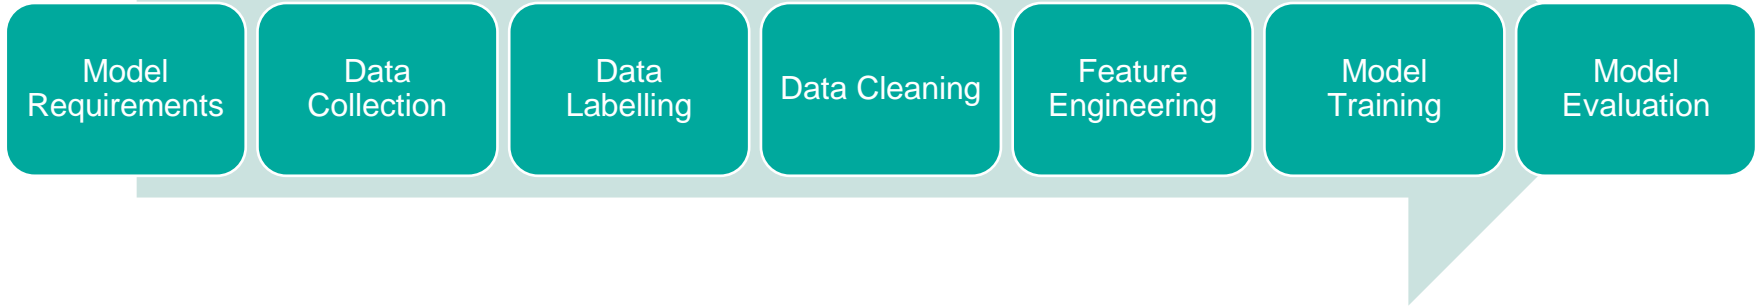 Model
Requirements
Data
Collection
Data
Labelling
Data Cleaning
Feature
Engineering
Model
Training
Model
Evaluation